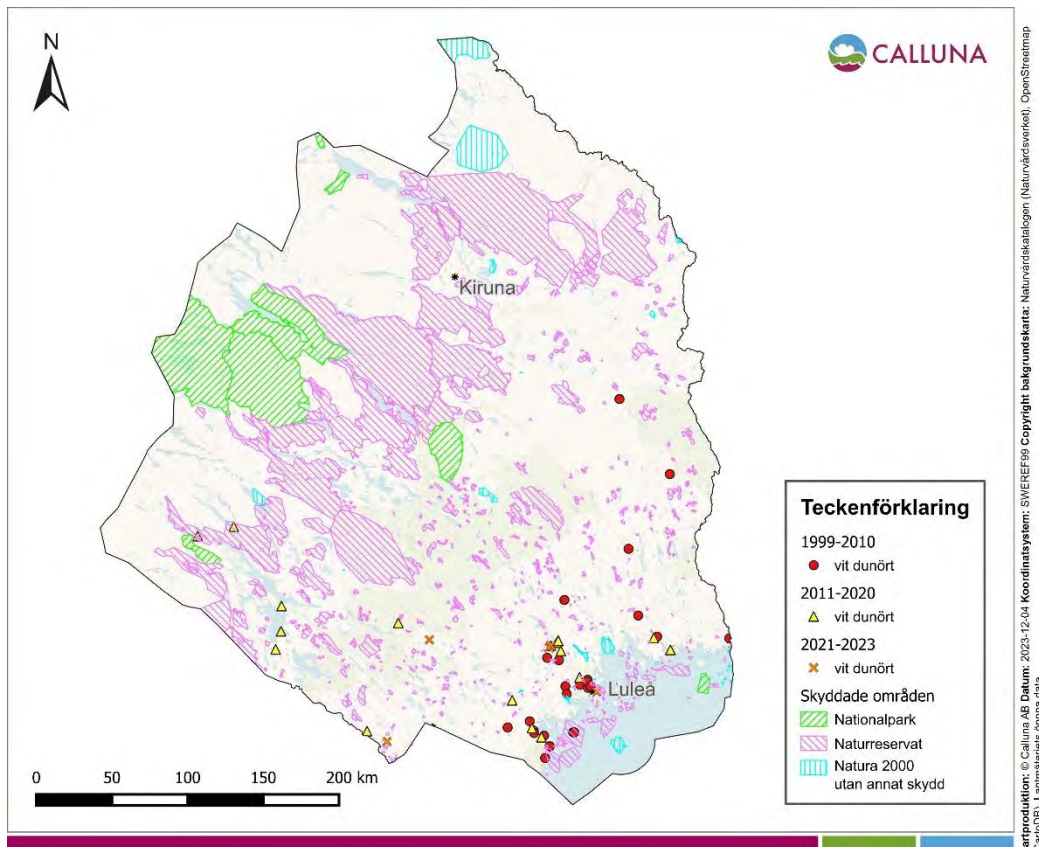 N
CALLUNA
Kiruna
Luleå
Teckenförklaring
1999-2010
vit dunört
2011-2020
vit dunört
2021-2023
vit dunört
Skyddade områden
Nationalpark
Naturreservat
Natura 2000
utan annat skydd
0 50 100 150 200 km
artproduktion: © Calluna AB Datum: 2023-12-04 Koordinatsystem: SWEREF99 Copyright bakgrundskarta: Naturvårdskatalogen (Naturvårdsverket), OpenStreetmap